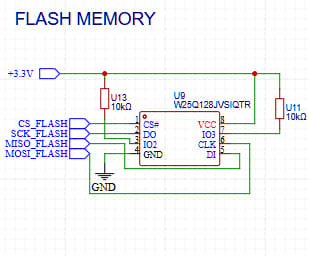 FLASH MEMORY
+3.3V
U13
10kΩ
U9
W25Q128JVSIQTR
U11
10kΩ
CS_FLASH
SCK_FLASH
MISO_FLASH
MOSI_FLASH
1 CS# VCC 8
2 DO IO3 7
3 IO2 CLK 6
4 GND DI 5
GND